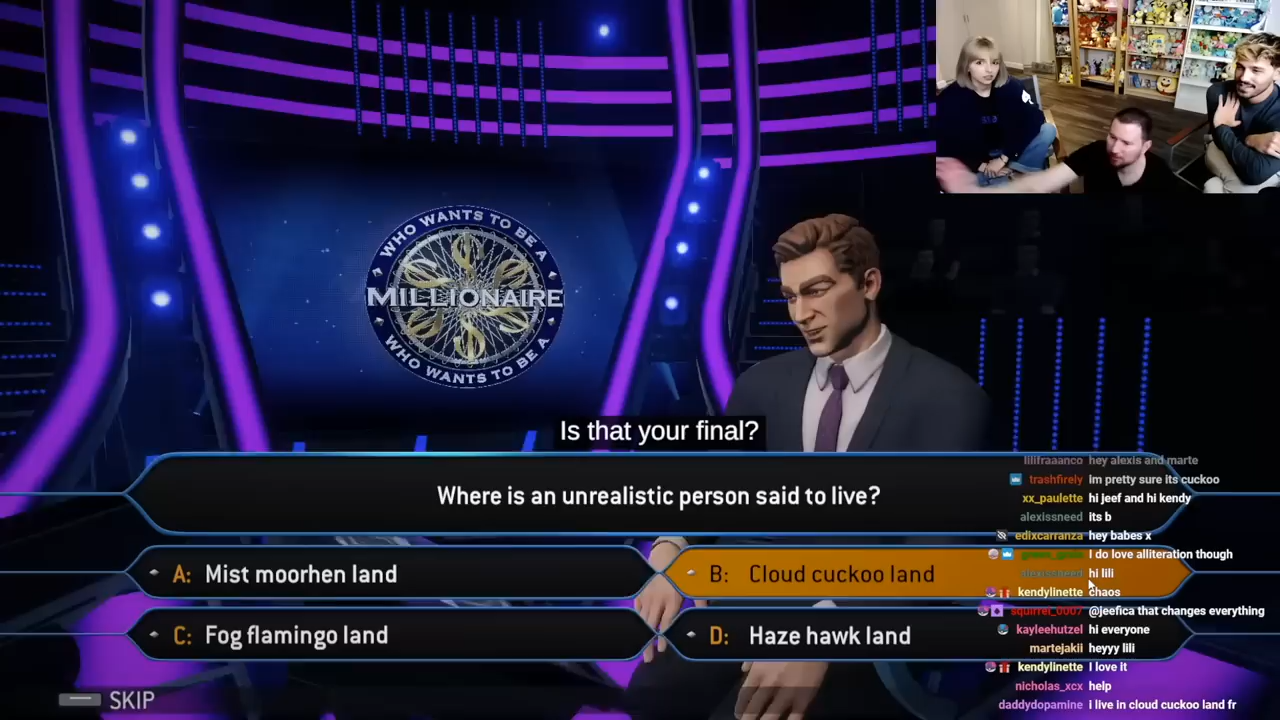 WHO WANTS TO BE A
MILLIONAIRE
WHO WANTS TO BE A
Is that your final?
Where is an unrealistic person said to live?
A: Mist moorhen land
B: Cloud cuckoo land
C: Fog flamingo land
D: Haze hawk land
SKIP
lilifraaanco hey alexis and marte
trashfirely Im pretty sure its cuckoo
xx_paulette hi jeef and hi kendy
alexissneed its b
edixcarranza hey babes x
I do love alliteration though
alexissneed hi lili
kendylinette chaos
squirrel_0007 @jeefica that changes everything
kayleehutzel hi everyone
martejakii heyyy lili
kendylinette I love it
nicholas_xcx help
daddydopamine i live in cloud cuckoo land fr